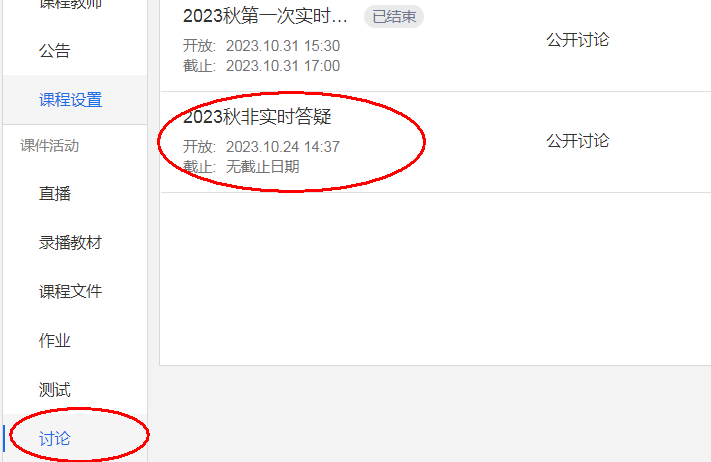 课程教师
公告
课程设置
课件活动
直播
录播教材
课程文件
作业
测试
讨论
2023秋第一次实时… 已结束
开放: 2023.10.31 15:30
截止: 2023.10.31 17:00
公开讨论
2023秋非实时答疑
开放: 2023.10.24 14:37
截止: 无截止日期
公开讨论